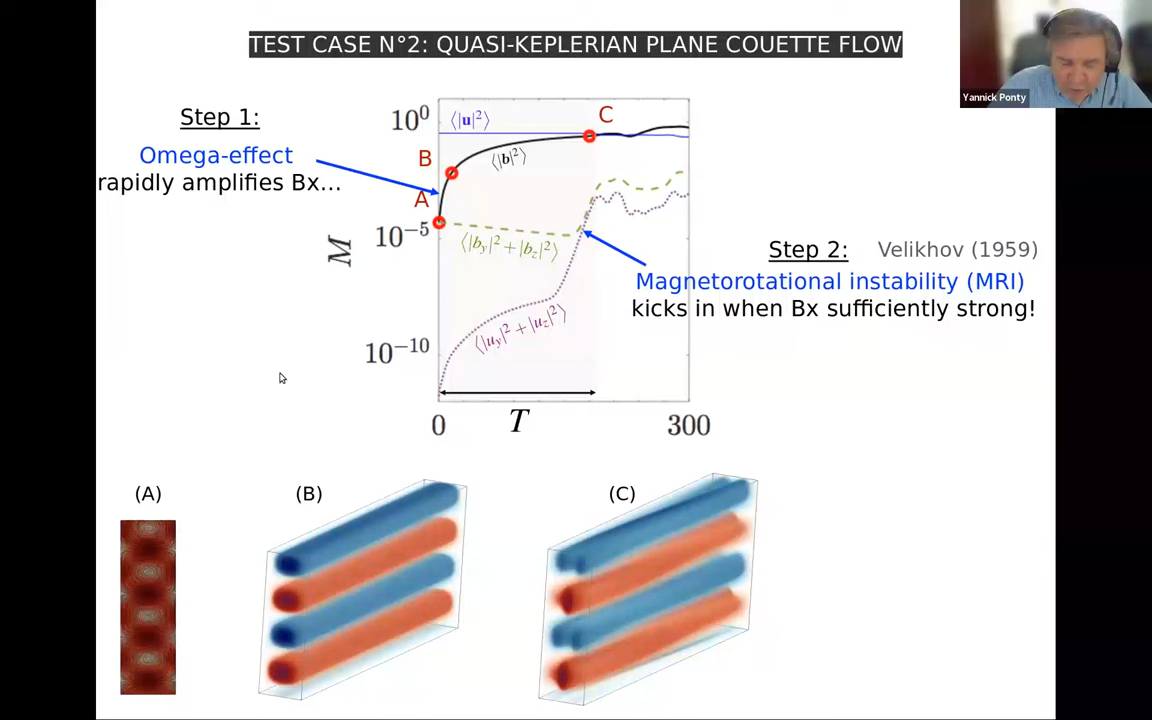 TEST CASE N°2: QUASI-KEPLERIAN PLANE COUETTE FLOW
Yannick Ponty
Step 1:
Omega-effect
rapidly amplifies Bx...
10⁰
10⁻⁵
10⁻¹⁰
M
⟨|u|²⟩
⟨|b|²⟩
A
B
C
⟨|b_y|²+|b_z|²⟩
⟨|u_y|²+|u_z|²⟩
0
T
300
Step 2: Velikhov (1959)
Magnetorotational instability (MRI)
kicks in when Bx sufficiently strong!
(A)
(B)
(C)